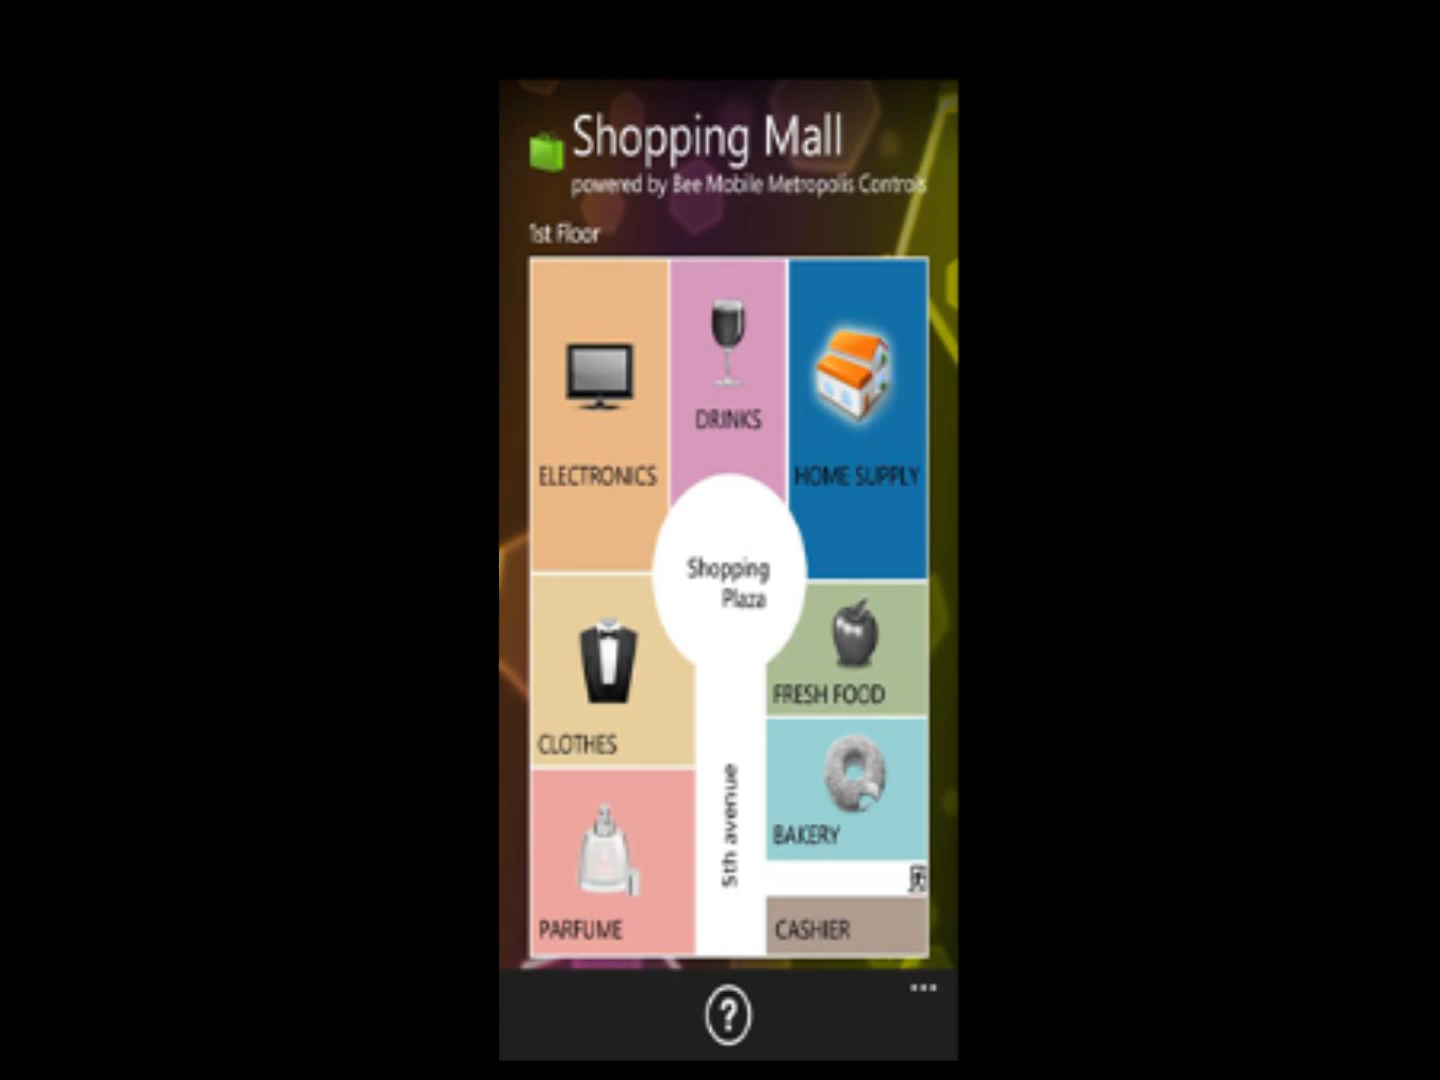 Shopping Mall
powered by Bee Mobile Metropolis Controls
1st Floor
DRINKS
ELECTRONICS
HOME SUPPLY
Shopping
Plaza
FRESH FOOD
CLOTHES
5th avenue
BAKERY
PARFUME
CASHIER
?